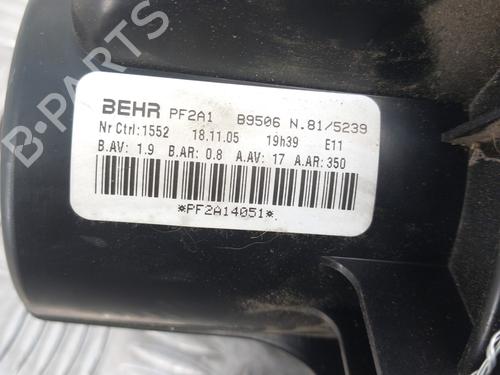 B-PARTS
BEHR PF2A1 B9506 N.81/5239
Nr Ctrl:1552 18.11.05 19h39 E11
B.AV: 1.9 B.AR: 0.8 A.AV: 17 A.AR: 350
*PF2A14051*